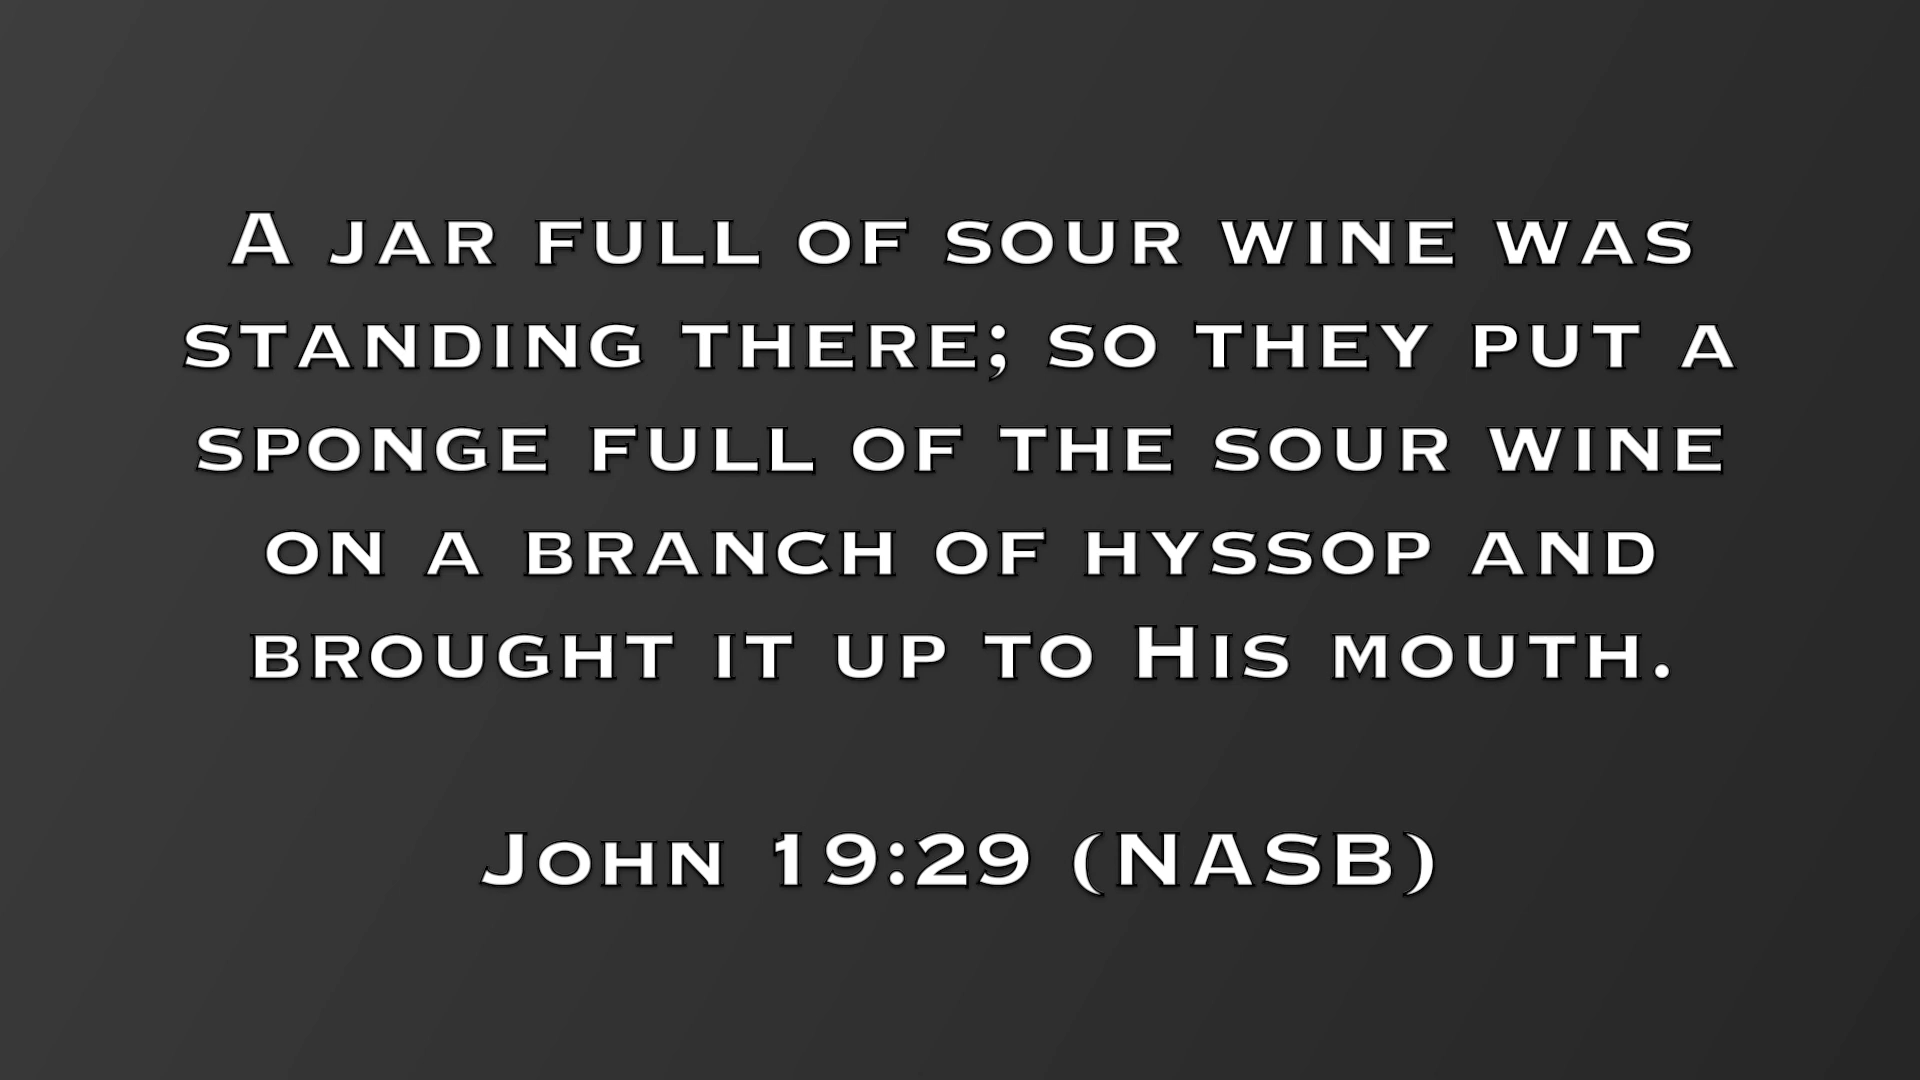 A jar full of sour wine was
standing there; so they put a
sponge full of the sour wine
on a branch of hyssop and
brought it up to His mouth.
John 19:29 (NASB)